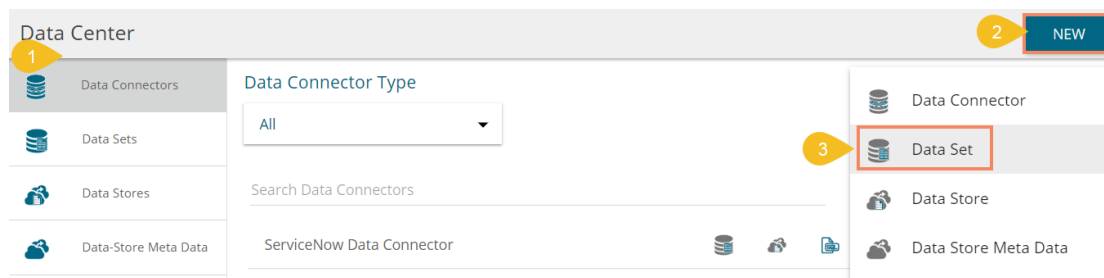 Data Center
1
2
NEW
Data Connectors
Data Sets
Data Stores
Data-Store Meta Data
Data Connector Type
All
Search Data Connectors
ServiceNow Data Connector
Data Connector
3
Data Set
Data Store
Data Store Meta Data